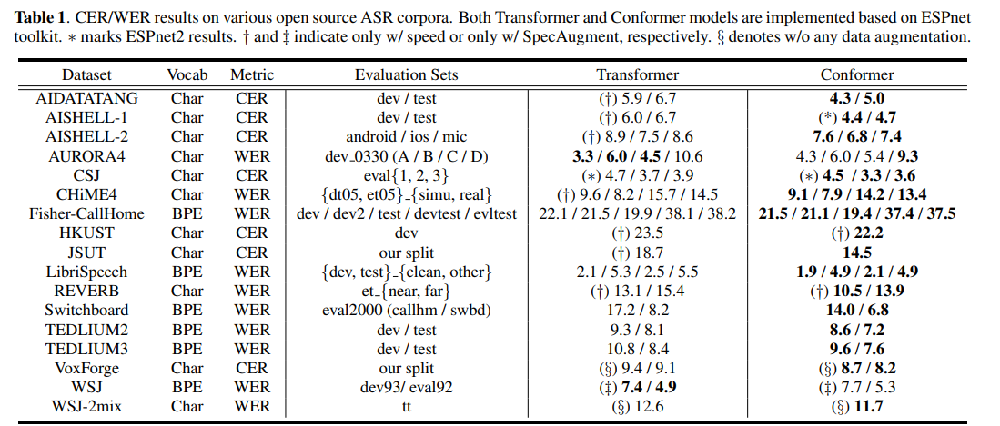 Table 1. CER/WER results on various open source ASR corpora. Both Transformer and Conformer models are implemented based on ESPnet
toolkit. ∗ marks ESPnet2 results. † and ‡ indicate only w/ speed or only w/ SpecAugment, respectively. § denotes w/o any data augmentation.
Dataset Vocab Metric Evaluation Sets Transformer Conformer
AIDATATANG Char CER dev / test (†) 5.9 / 6.7 4.3 / 5.0
AISHELL-1 Char CER dev / test (†) 6.0 / 6.7 (*) 4.4 / 4.7
AISHELL-2 Char CER android / ios / mic (†) 8.9 / 7.5 / 8.6 7.6 / 6.8 / 7.4
AURORA4 Char WER dev_0330 (A / B / C / D) 3.3 / 6.0 / 4.5 / 10.6 4.3 / 6.0 / 5.4 / 9.3
CSJ Char CER eval{1, 2, 3} (∗) 4.7 / 3.7 / 3.9 (∗) 4.5 / 3.3 / 3.6
CHiME4 Char WER {dt05, et05}_{simu, real} (†) 9.6 / 8.2 / 15.7 / 14.5 9.1 / 7.9 / 14.2 / 13.4
Fisher-CallHome BPE WER dev / dev2 / test / devtest / evltest 22.1 / 21.5 / 19.9 / 38.1 / 38.2 21.5 / 21.1 / 19.4 / 37.4 / 37.5
HKUST Char CER dev (†) 23.5 (†) 22.2
JSUT Char CER our split (†) 18.7 14.5
LibriSpeech BPE WER {dev, test}_{clean, other} 2.1 / 5.3 / 2.5 / 5.5 1.9 / 4.9 / 2.1 / 4.9
REVERB Char WER et_{near, far} (†) 13.1 / 15.4 (†) 10.5 / 13.9
Switchboard BPE WER eval2000 (callhm / swbd) 17.2 / 8.2 14.0 / 6.8
TEDLIUM2 BPE WER dev / test 9.3 / 8.1 8.6 / 7.2
TEDLIUM3 BPE WER dev / test 10.8 / 8.4 9.6 / 7.6
VoxForge Char CER our split (§) 9.4 / 9.1 (§) 8.7 / 8.2
WSJ BPE WER dev93/ eval92 (‡) 7.4 / 4.9 (‡) 7.7 / 5.3
WSJ-2mix Char WER tt (§) 12.6 (§) 11.7